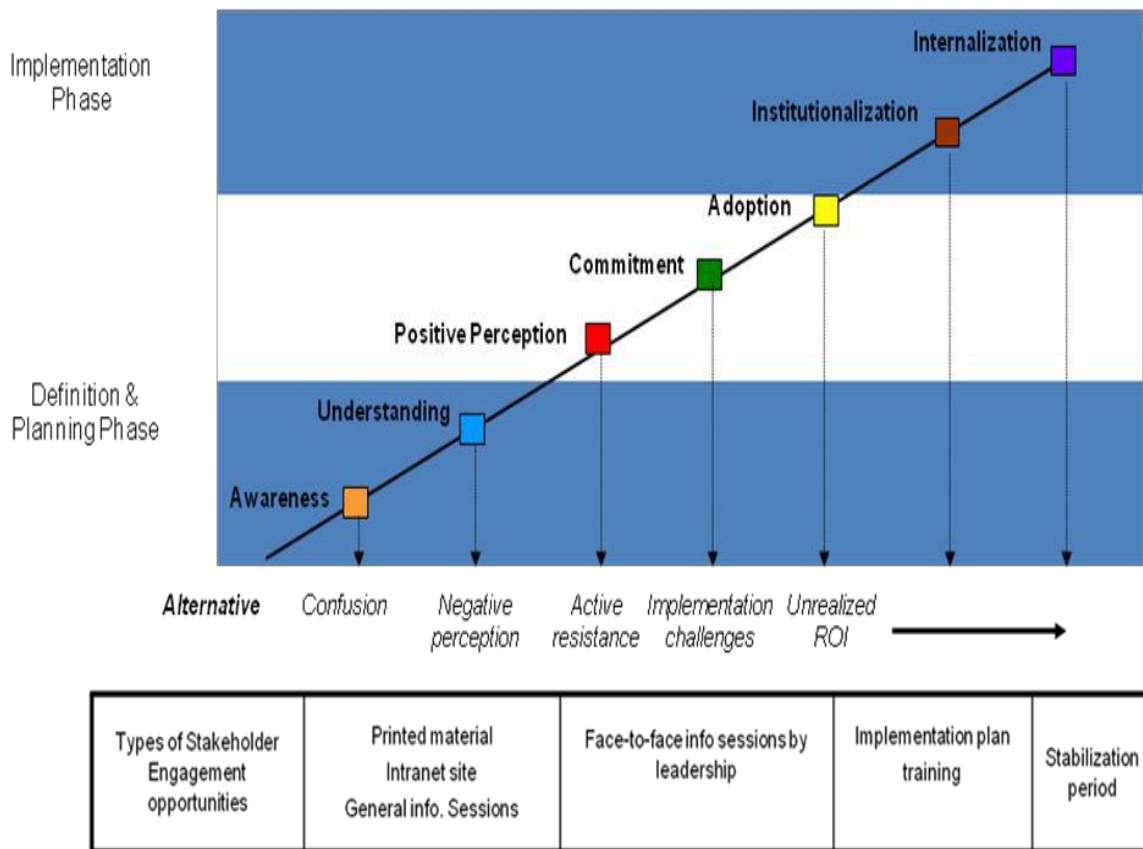 Implementation
Phase
Internalization
Institutionalization
Adoption
Commitment
Positive Perception
Definition &
Planning Phase
Understanding
Awareness
Alternative
Confusion
Negative
perception
Active
resistance
Implementation
challenges
Unrealized
ROI
Types of Stakeholder
Engagement
opportunities
Printed material
Intranet site
General info. Sessions
Face-to-face info sessions by
leadership
Implementation plan
training
Stabilization
period